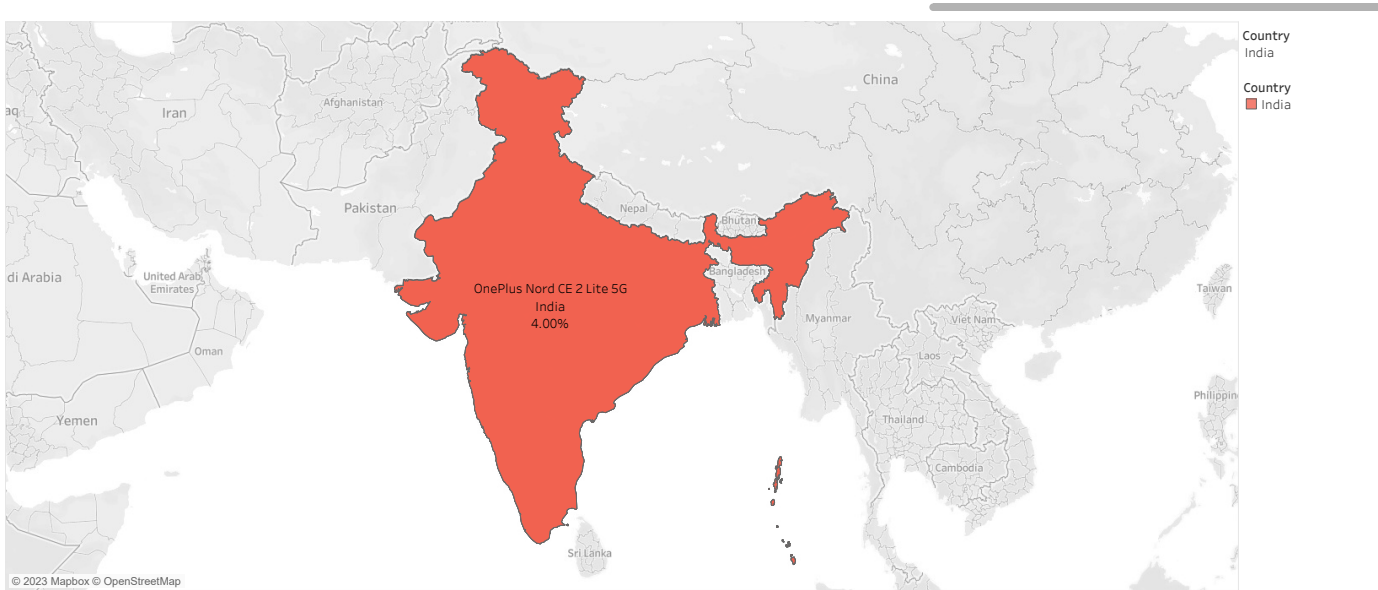 Country
India
Country
India
China
Afghanistan
Iran
aq
Pakistan
Nepal
Bhutan
di Arabia
United Arab
Emirates
Bangladesh
Taiwan
OnePlus Nord CE 2 Lite 5G
India
4.00%
Myanmar
Viet Nam
Oman
Laos
Philippin
Yemen
Thailand
Cambodia
Sri Lanka
© 2023 Mapbox © OpenStreetMap